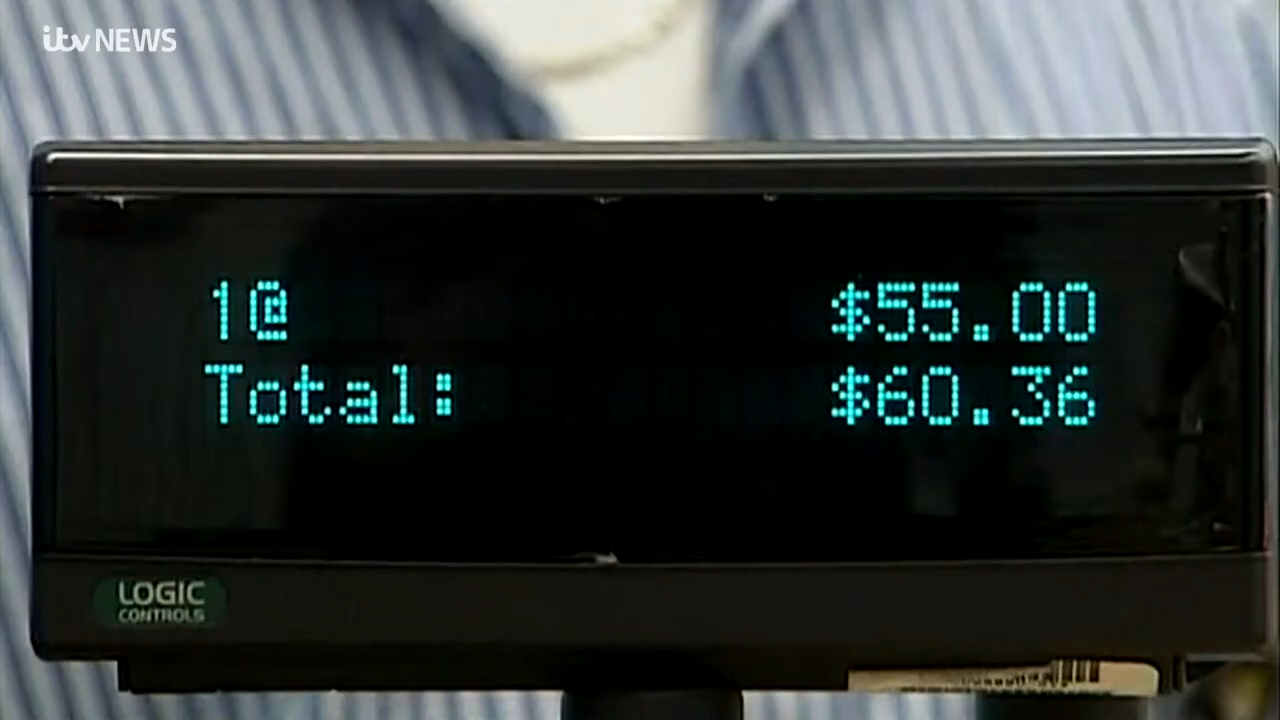 itv NEWS
1@ $55.00
Total: $60.36
LOGIC
CONTROLS